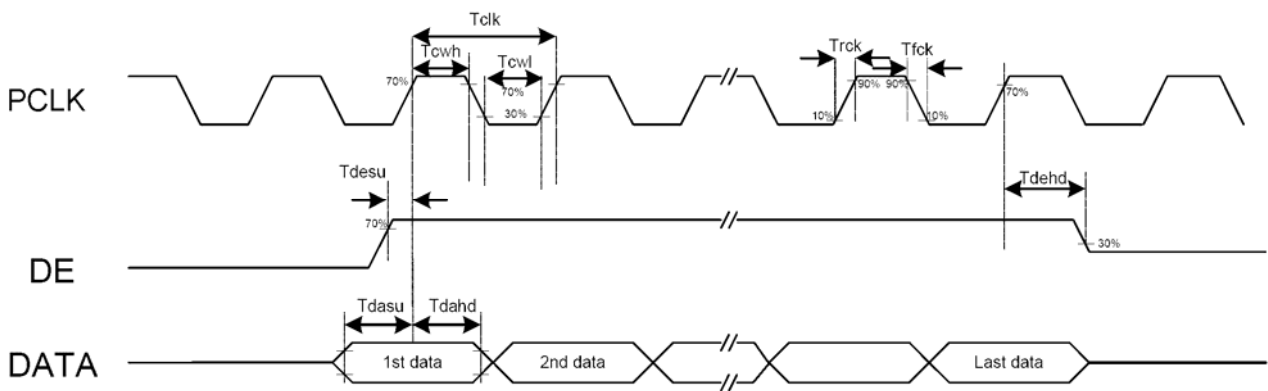 Tclk
Tcwh
Tcwl
Trck
Tfck
70%
70%
90%
90%
70%
PCLK
30%
10%
10%
Tdesu
Tdehd
70%
30%
DE
Tdasu
Tdahd
DATA
1st data
2nd data
Last data